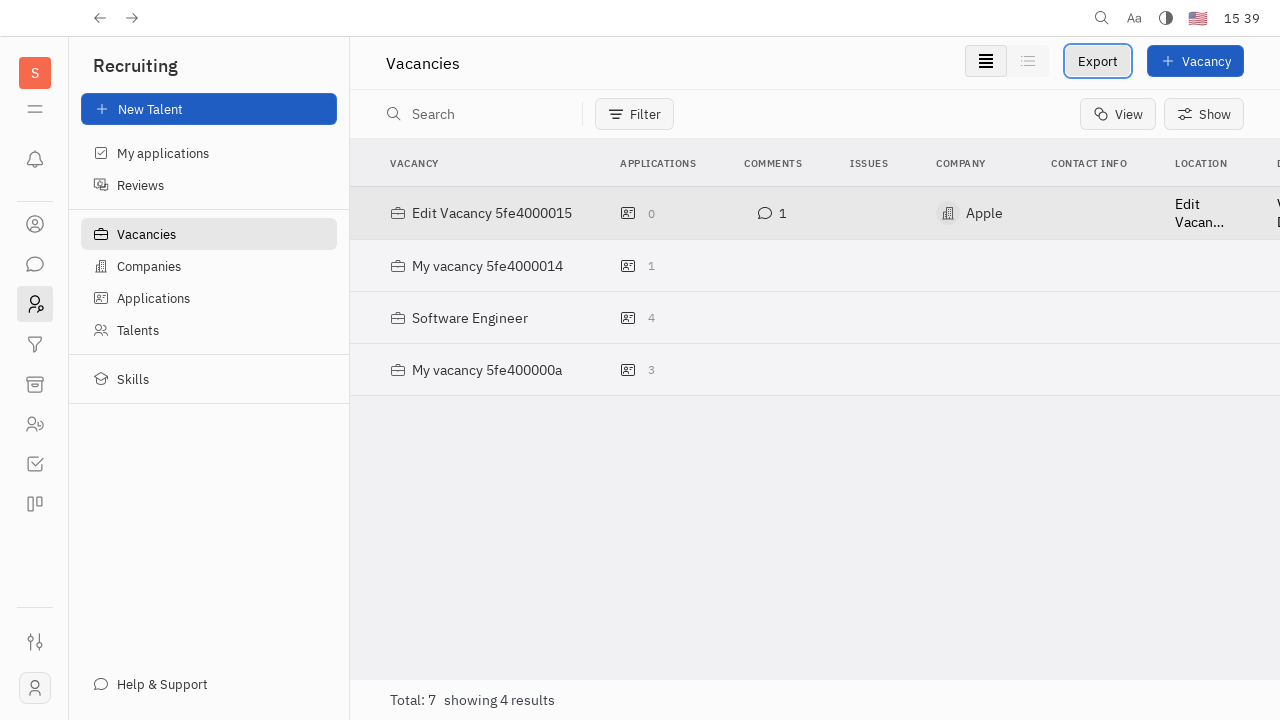 Aa
15 39
S
Recruiting
New Talent
My applications
Reviews
Vacancies
Companies
Applications
Talents
Skills
Help & Support
Vacancies
Export
Vacancy
Search
Filter
View
Show
VACANCY APPLICATIONS COMMENTS ISSUES COMPANY CONTACT INFO LOCATION
Edit Vacancy 5fe4000015 0 1 Apple Edit
Vacan...
My vacancy 5fe4000014 1
Software Engineer 4
My vacancy 5fe400000a 3
Total: 7 showing 4 results